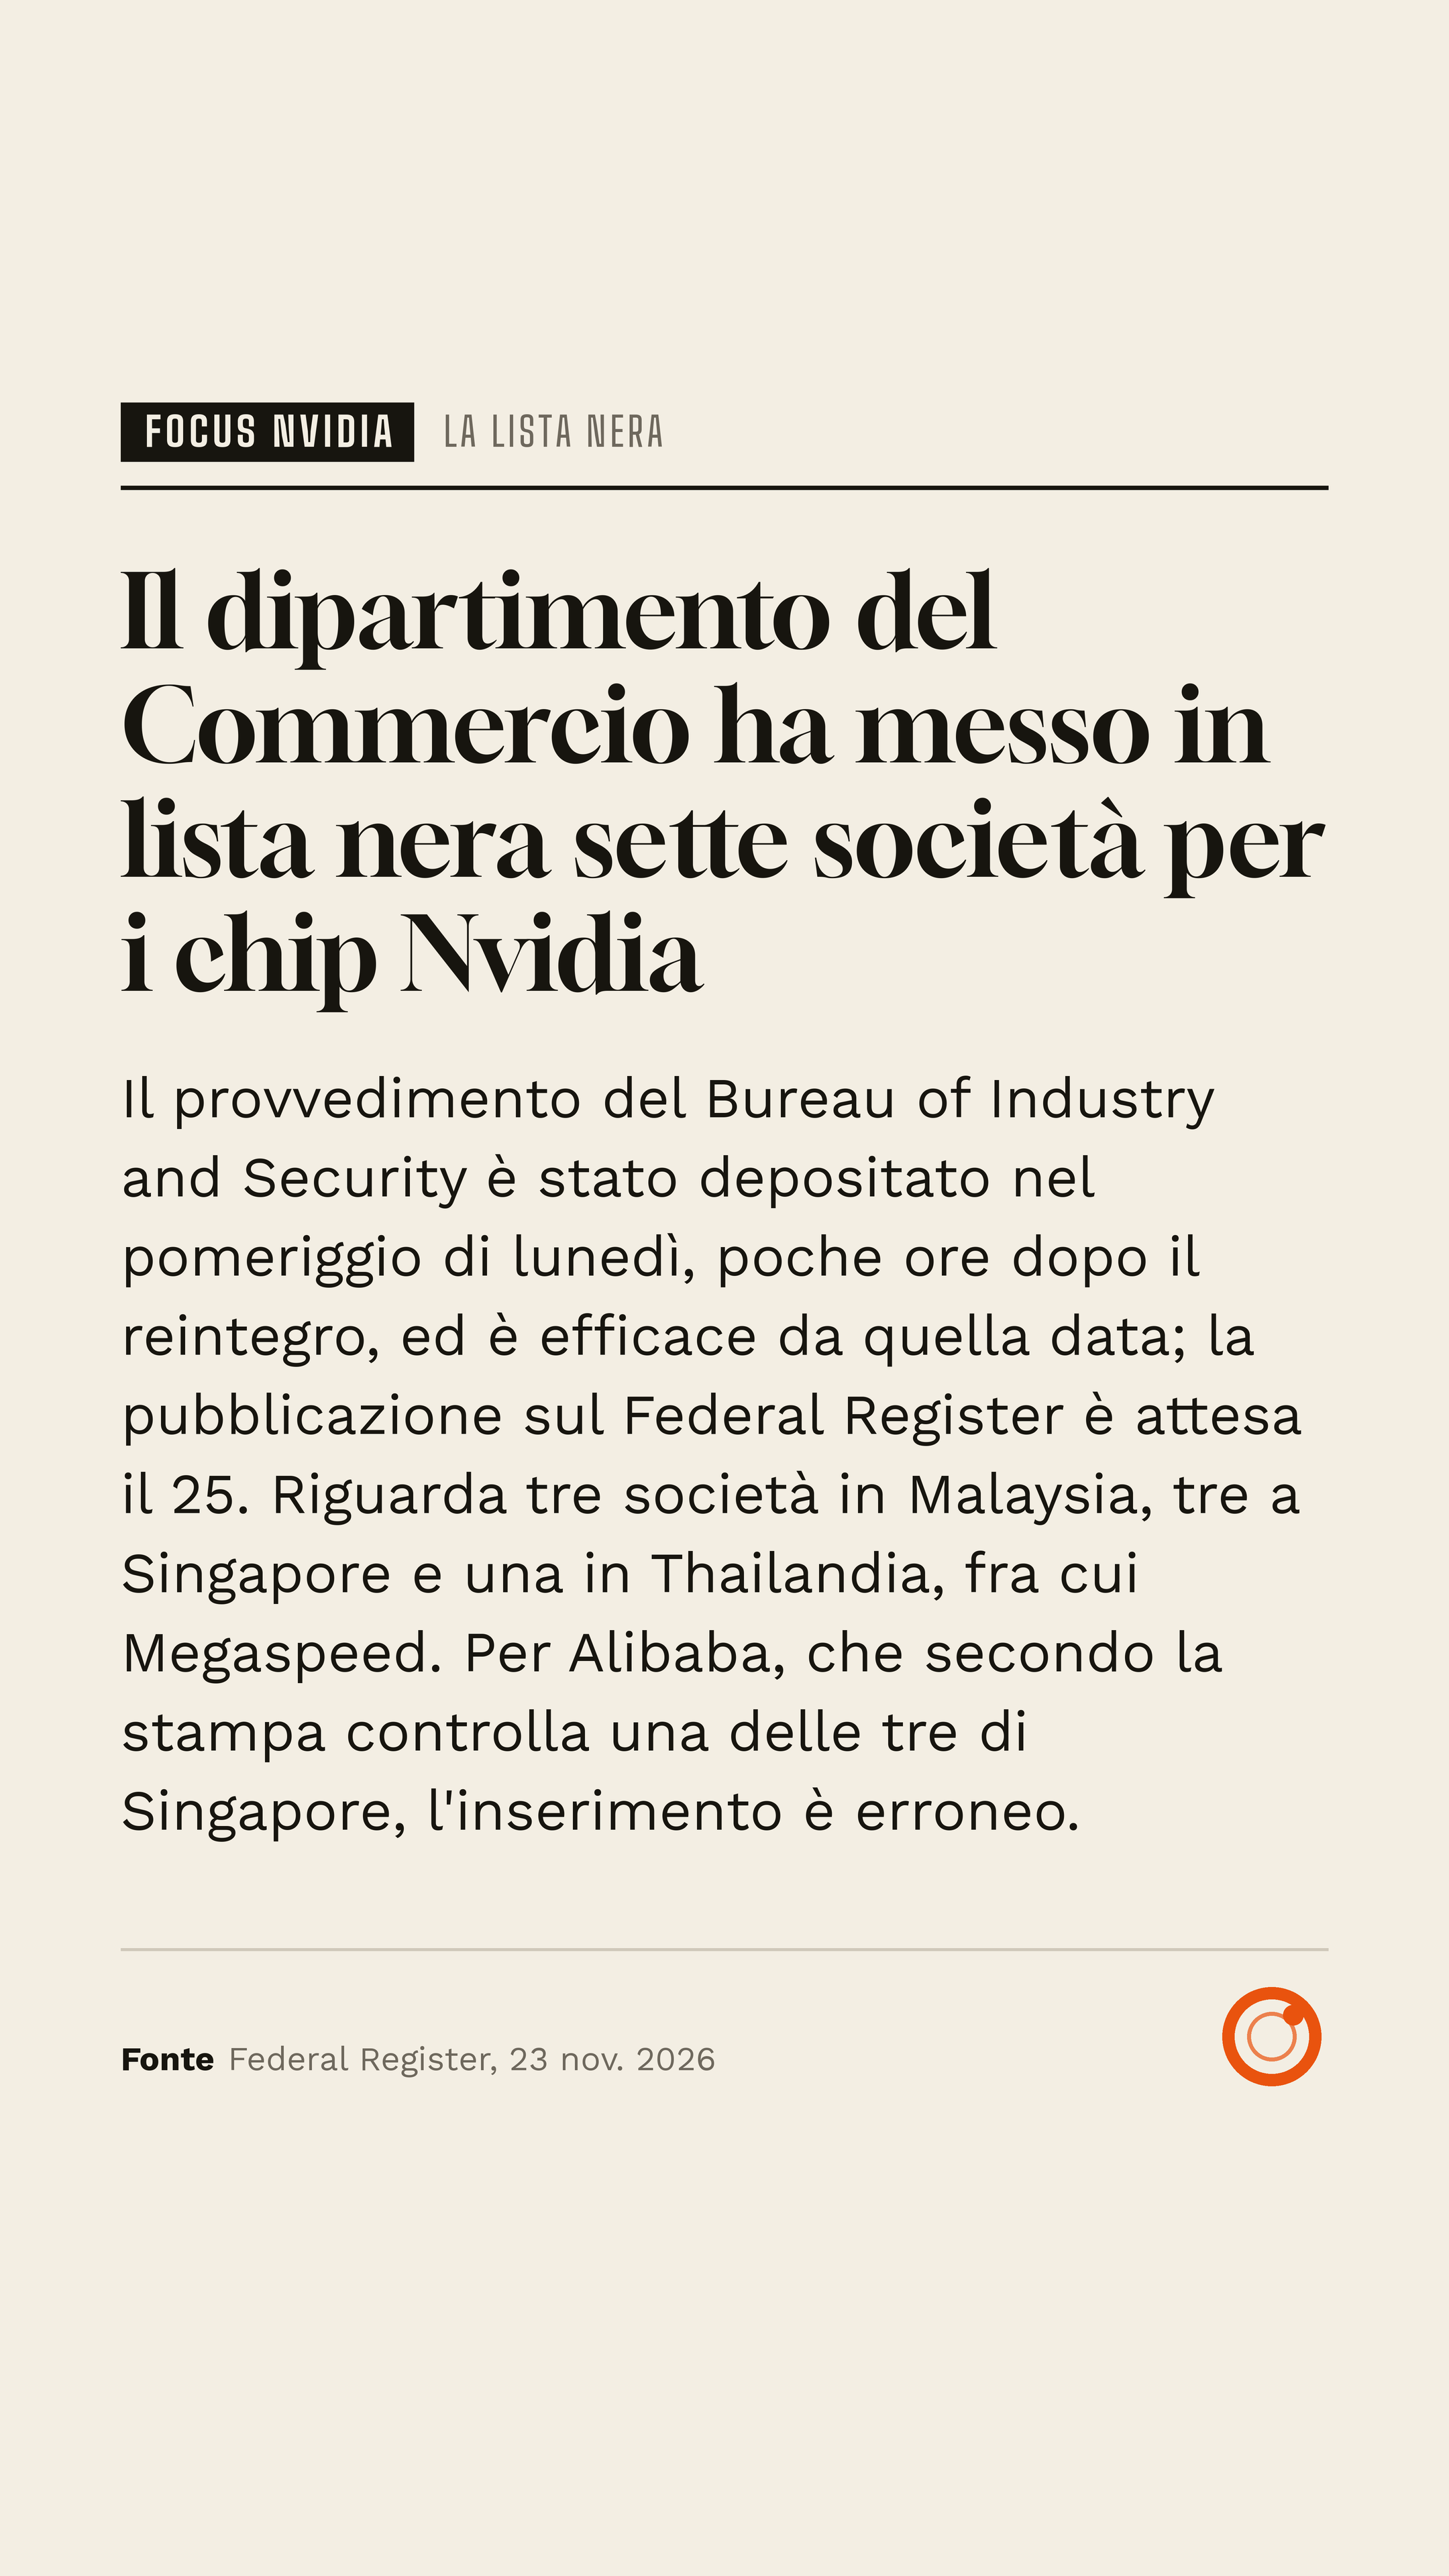 FOCUS NVIDIA LA LISTA NERA
Il dipartimento del
Commercio ha messo in
lista nera sette società per
i chip Nvidia
Il provvedimento del Bureau of Industry
and Security è stato depositato nel
pomeriggio di lunedì, poche ore dopo il
reintegro, ed è efficace da quella data; la
pubblicazione sul Federal Register è attesa
il 25. Riguarda tre società in Malaysia, tre a
Singapore e una in Thailandia, fra cui
Megaspeed. Per Alibaba, che secondo la
stampa controlla una delle tre di
Singapore, l'inserimento è erroneo.
Fonte Federal Register, 23 nov. 2026